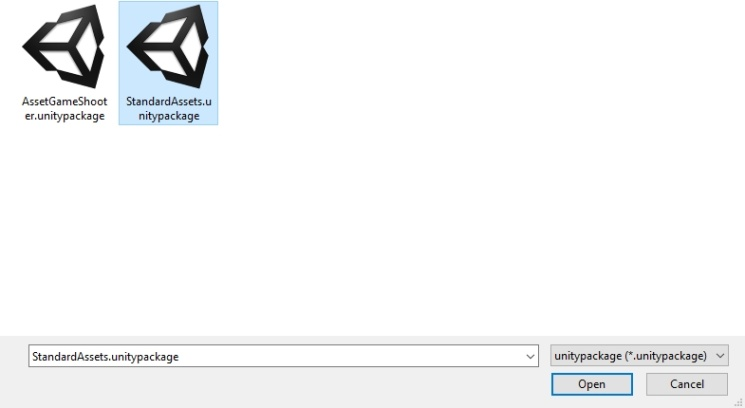 AssetGameShoot
er.unitypackage
StandardAssets.u
nitypackage
StandardAssets.unitypackage
unitypackage (*.unitypackage)
Open
Cancel